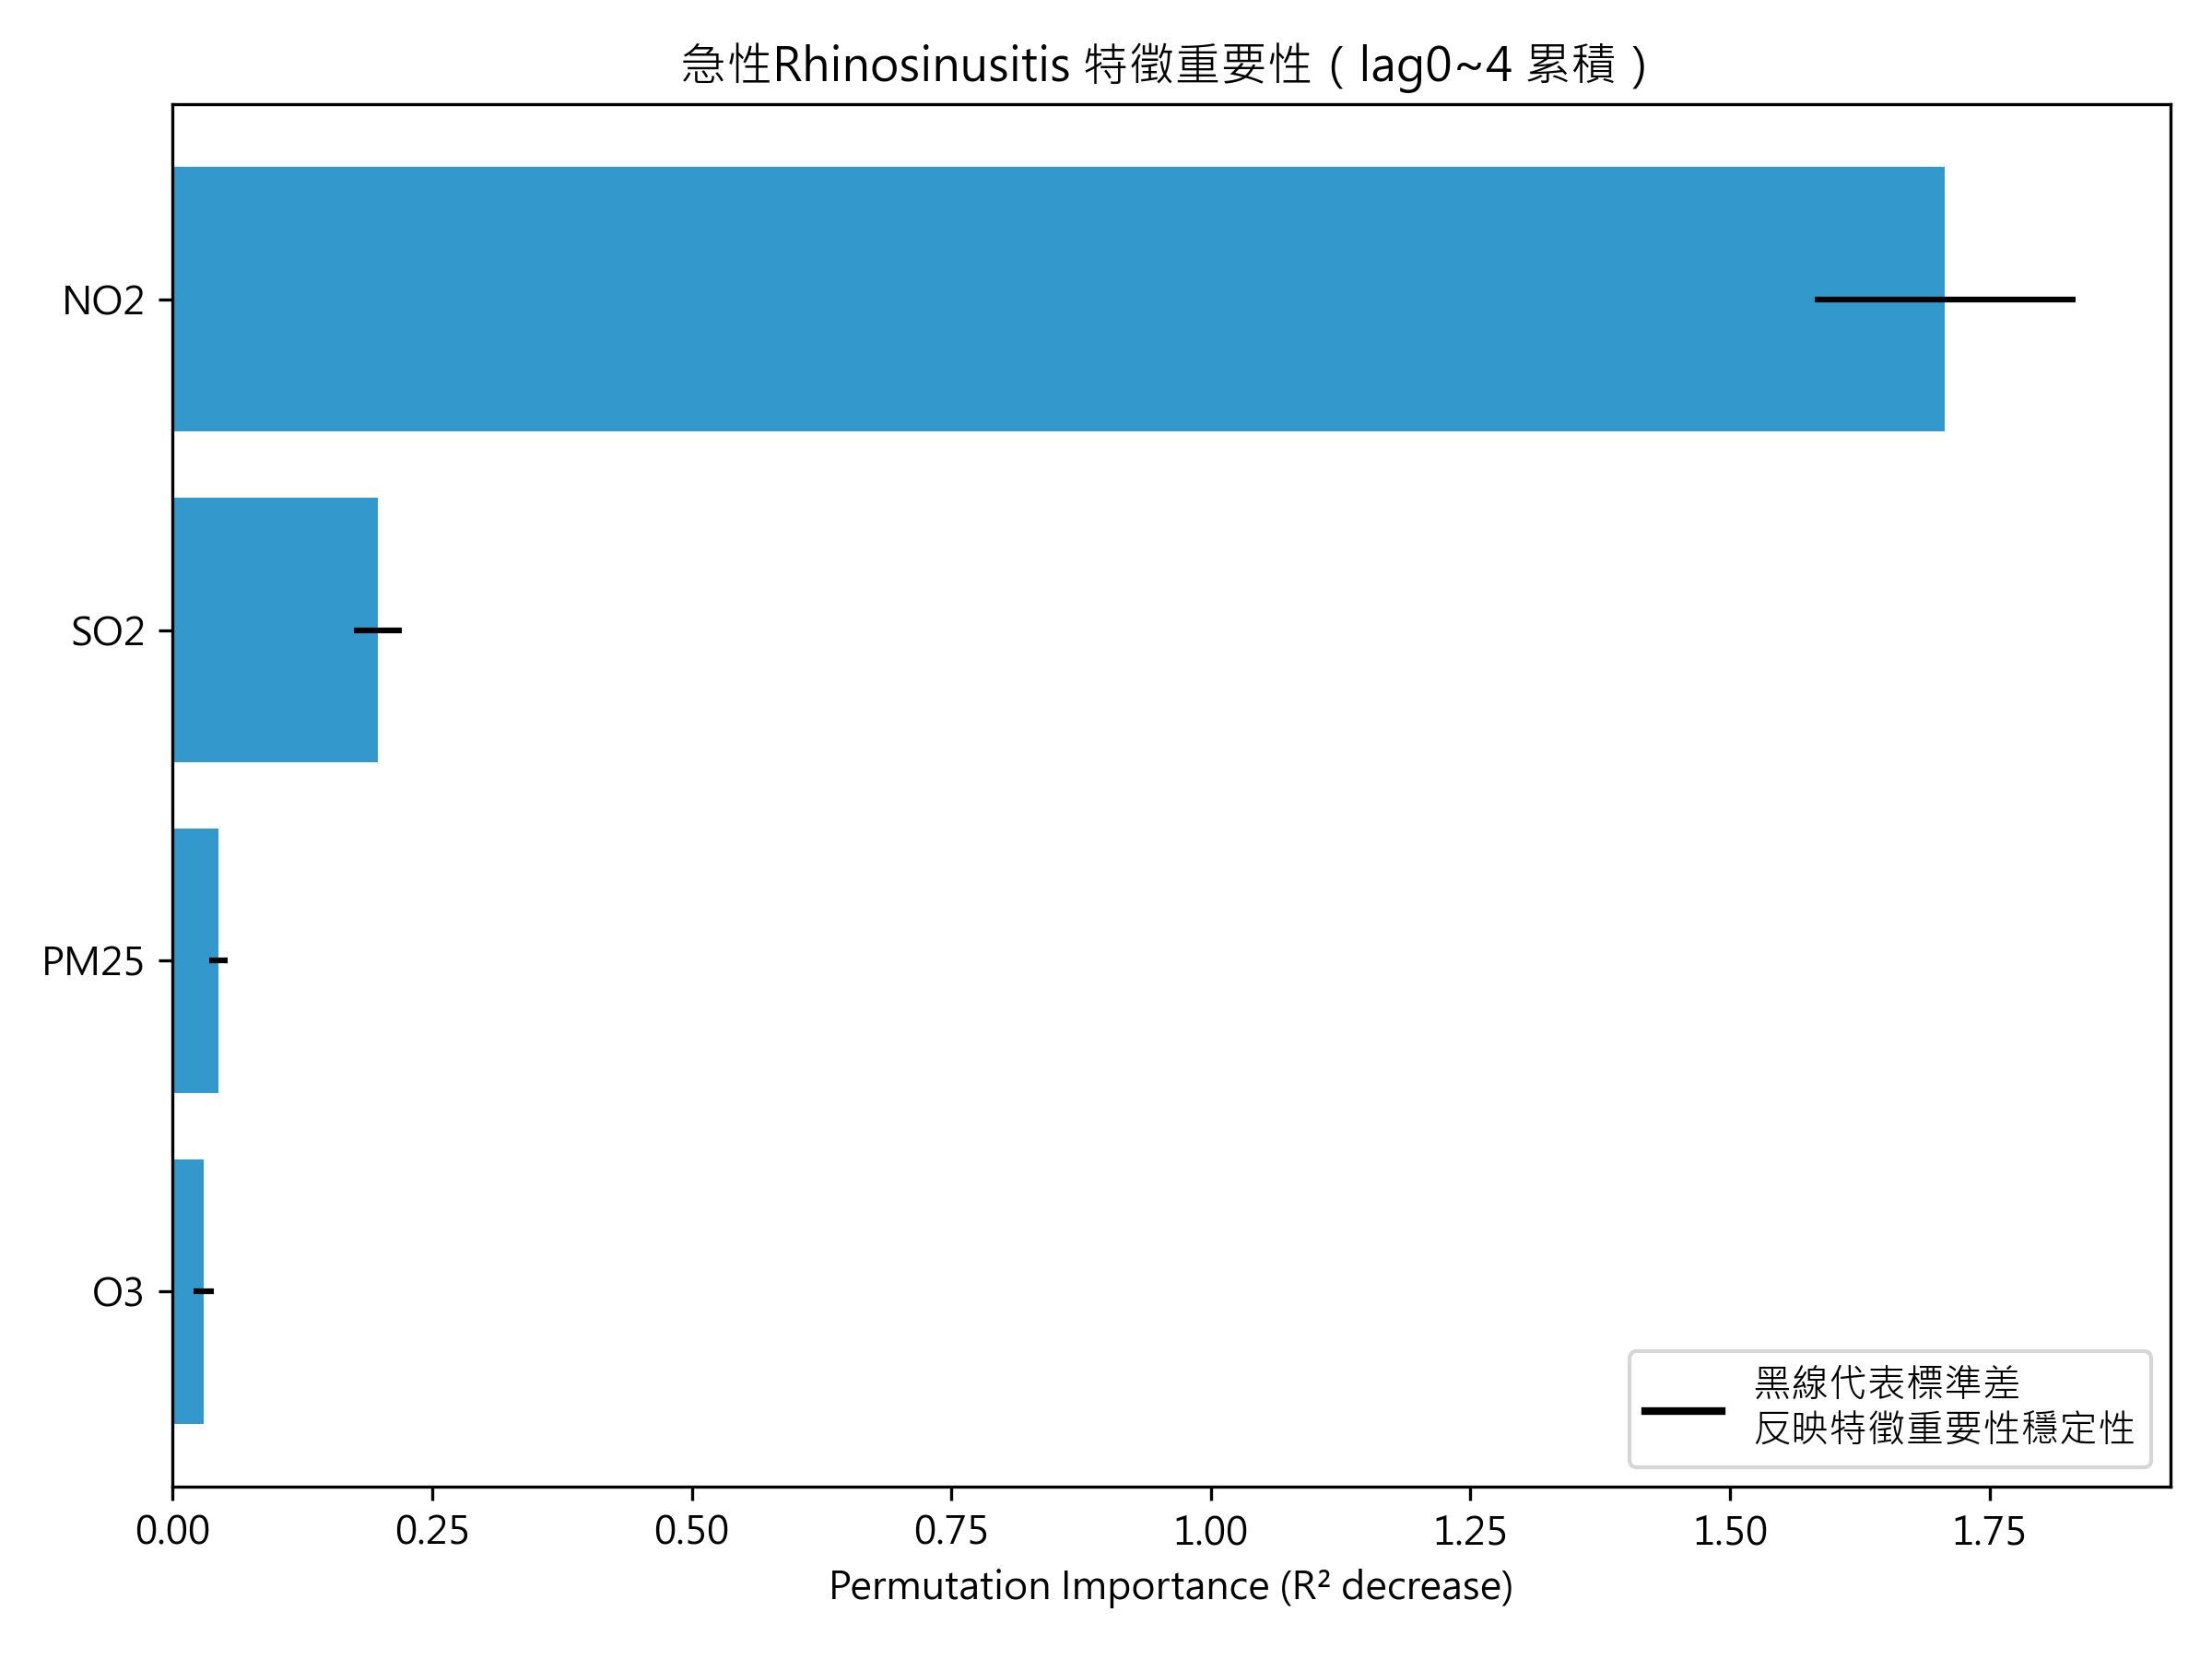 急性Rhinosinusitis 特徵重要性（lag0~4 累積）
NO2
SO2
PM25
O3
黑線代表標準差
反映特徵重要性穩定性
0.00 0.25 0.50 0.75 1.00 1.25 1.50 1.75
Permutation Importance (R² decrease)